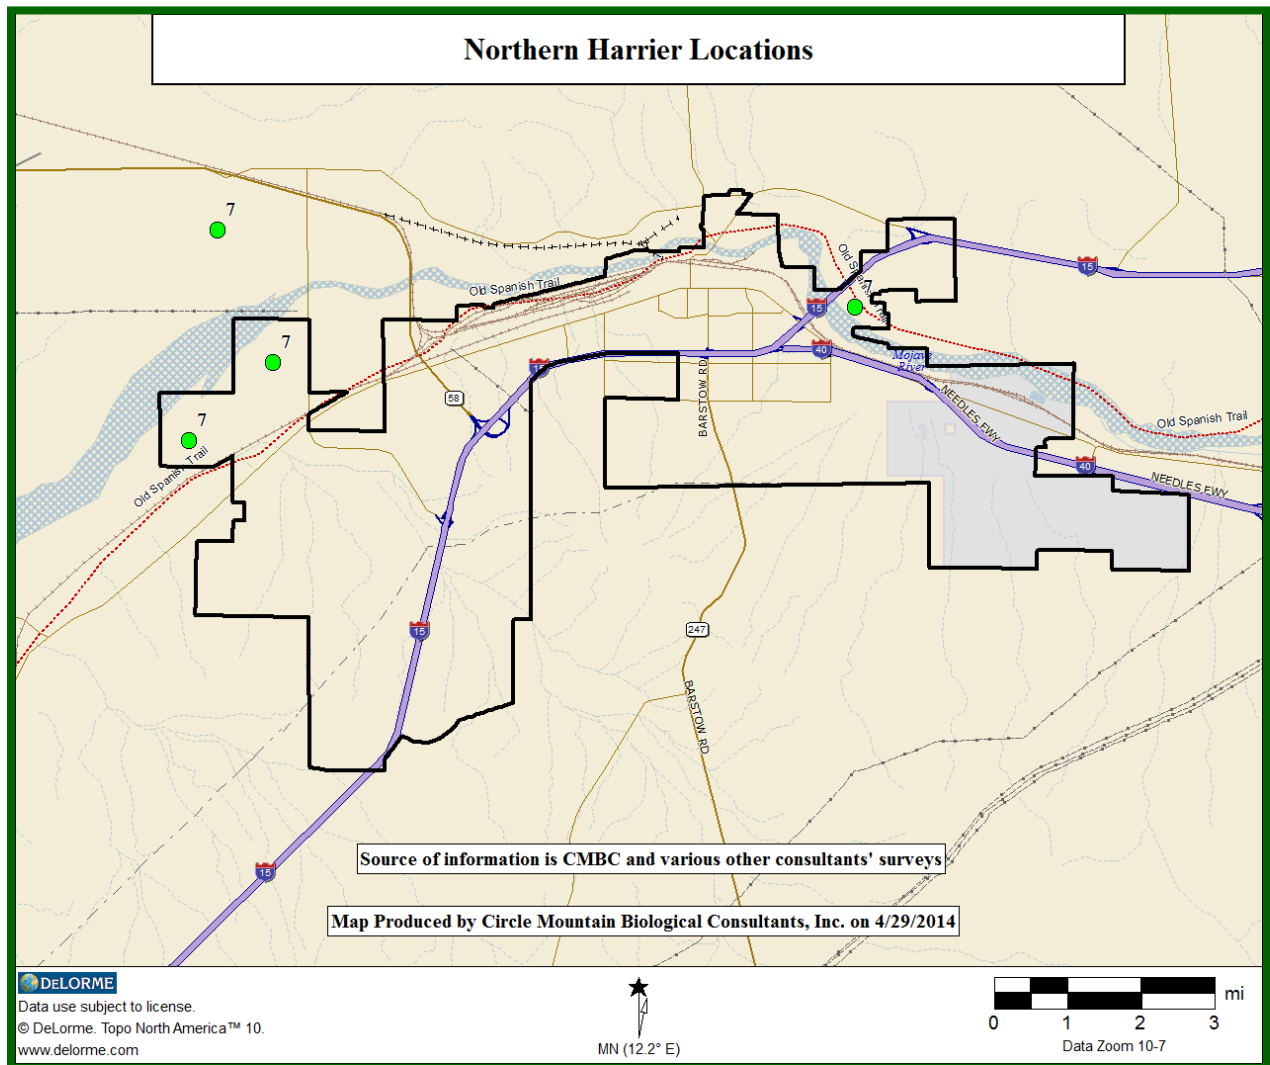 Northern Harrier Locations
7
7
7
7
Old Spanish Trail
Old Spanish Trail
Old Spanish Trail
Old Spanish Trail
15
15
15
15
15
40
40
58
247
Mojave
River
BARSTOW RD
BARSTOW RD
NEEDLES FWY
NEEDLES FWY
Source of information is CMBC and various other consultants' surveys
Map Produced by Circle Mountain Biological Consultants, Inc. on 4/29/2014
DELORME
Data use subject to license.
© DeLorme. Topo North America™ 10.
www.delorme.com
MN (12.2° E)
mi
0 1 2 3
Data Zoom 10-7